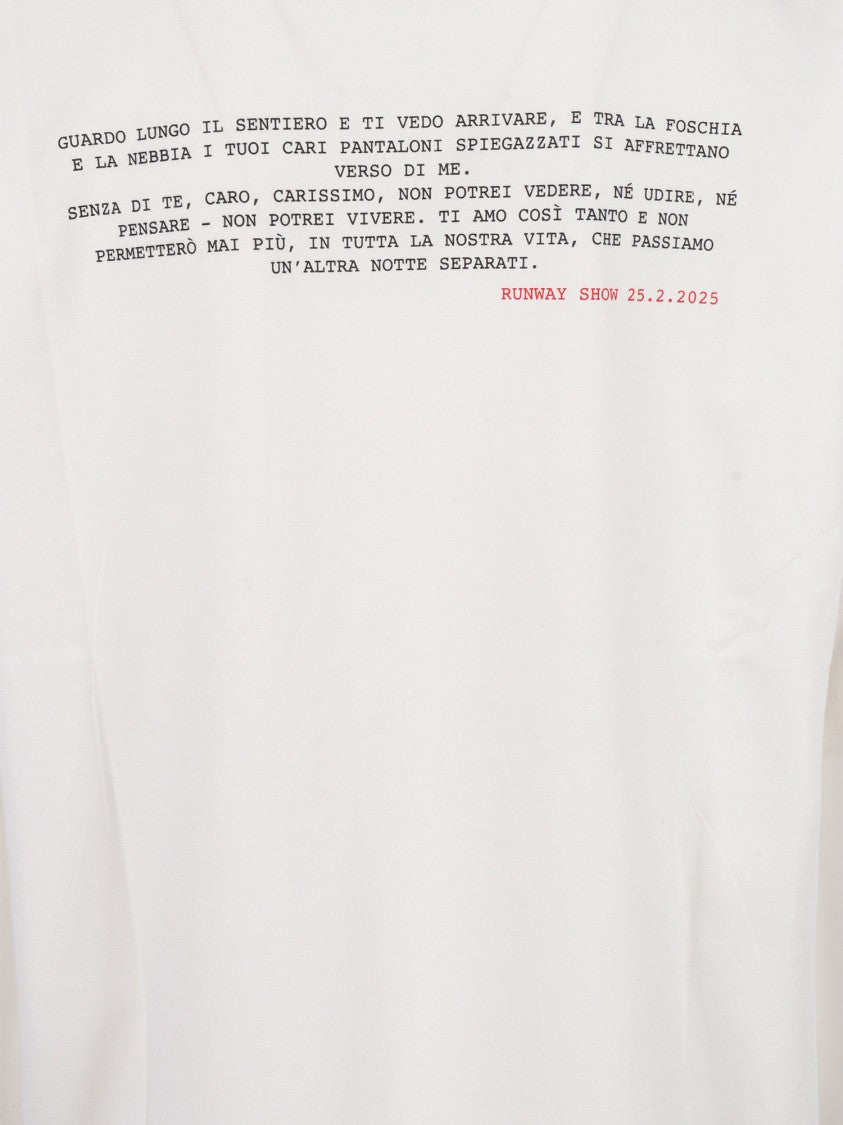 GUARDO LUNGO IL SENTIERO E TI VEDO ARRIVARE, E TRA LA FOSCHIA
E LA NEBBIA I TUOI CARI PANTALONI SPIEGAZZATI SI AFFRETTANO
VERSO DI ME.
SENZA DI TE, CARO, CARISSIMO, NON POTREI VEDERE, NÉ UDIRE, NÉ
PENSARE – NON POTREI VIVERE. TI AMO COSÌ TANTO E NON
PERMETTERÒ MAI PIÙ, IN TUTTA LA NOSTRA VITA, CHE PASSIAMO
UN'ALTRA NOTTE SEPARATI.
RUNWAY SHOW 25.2.2025